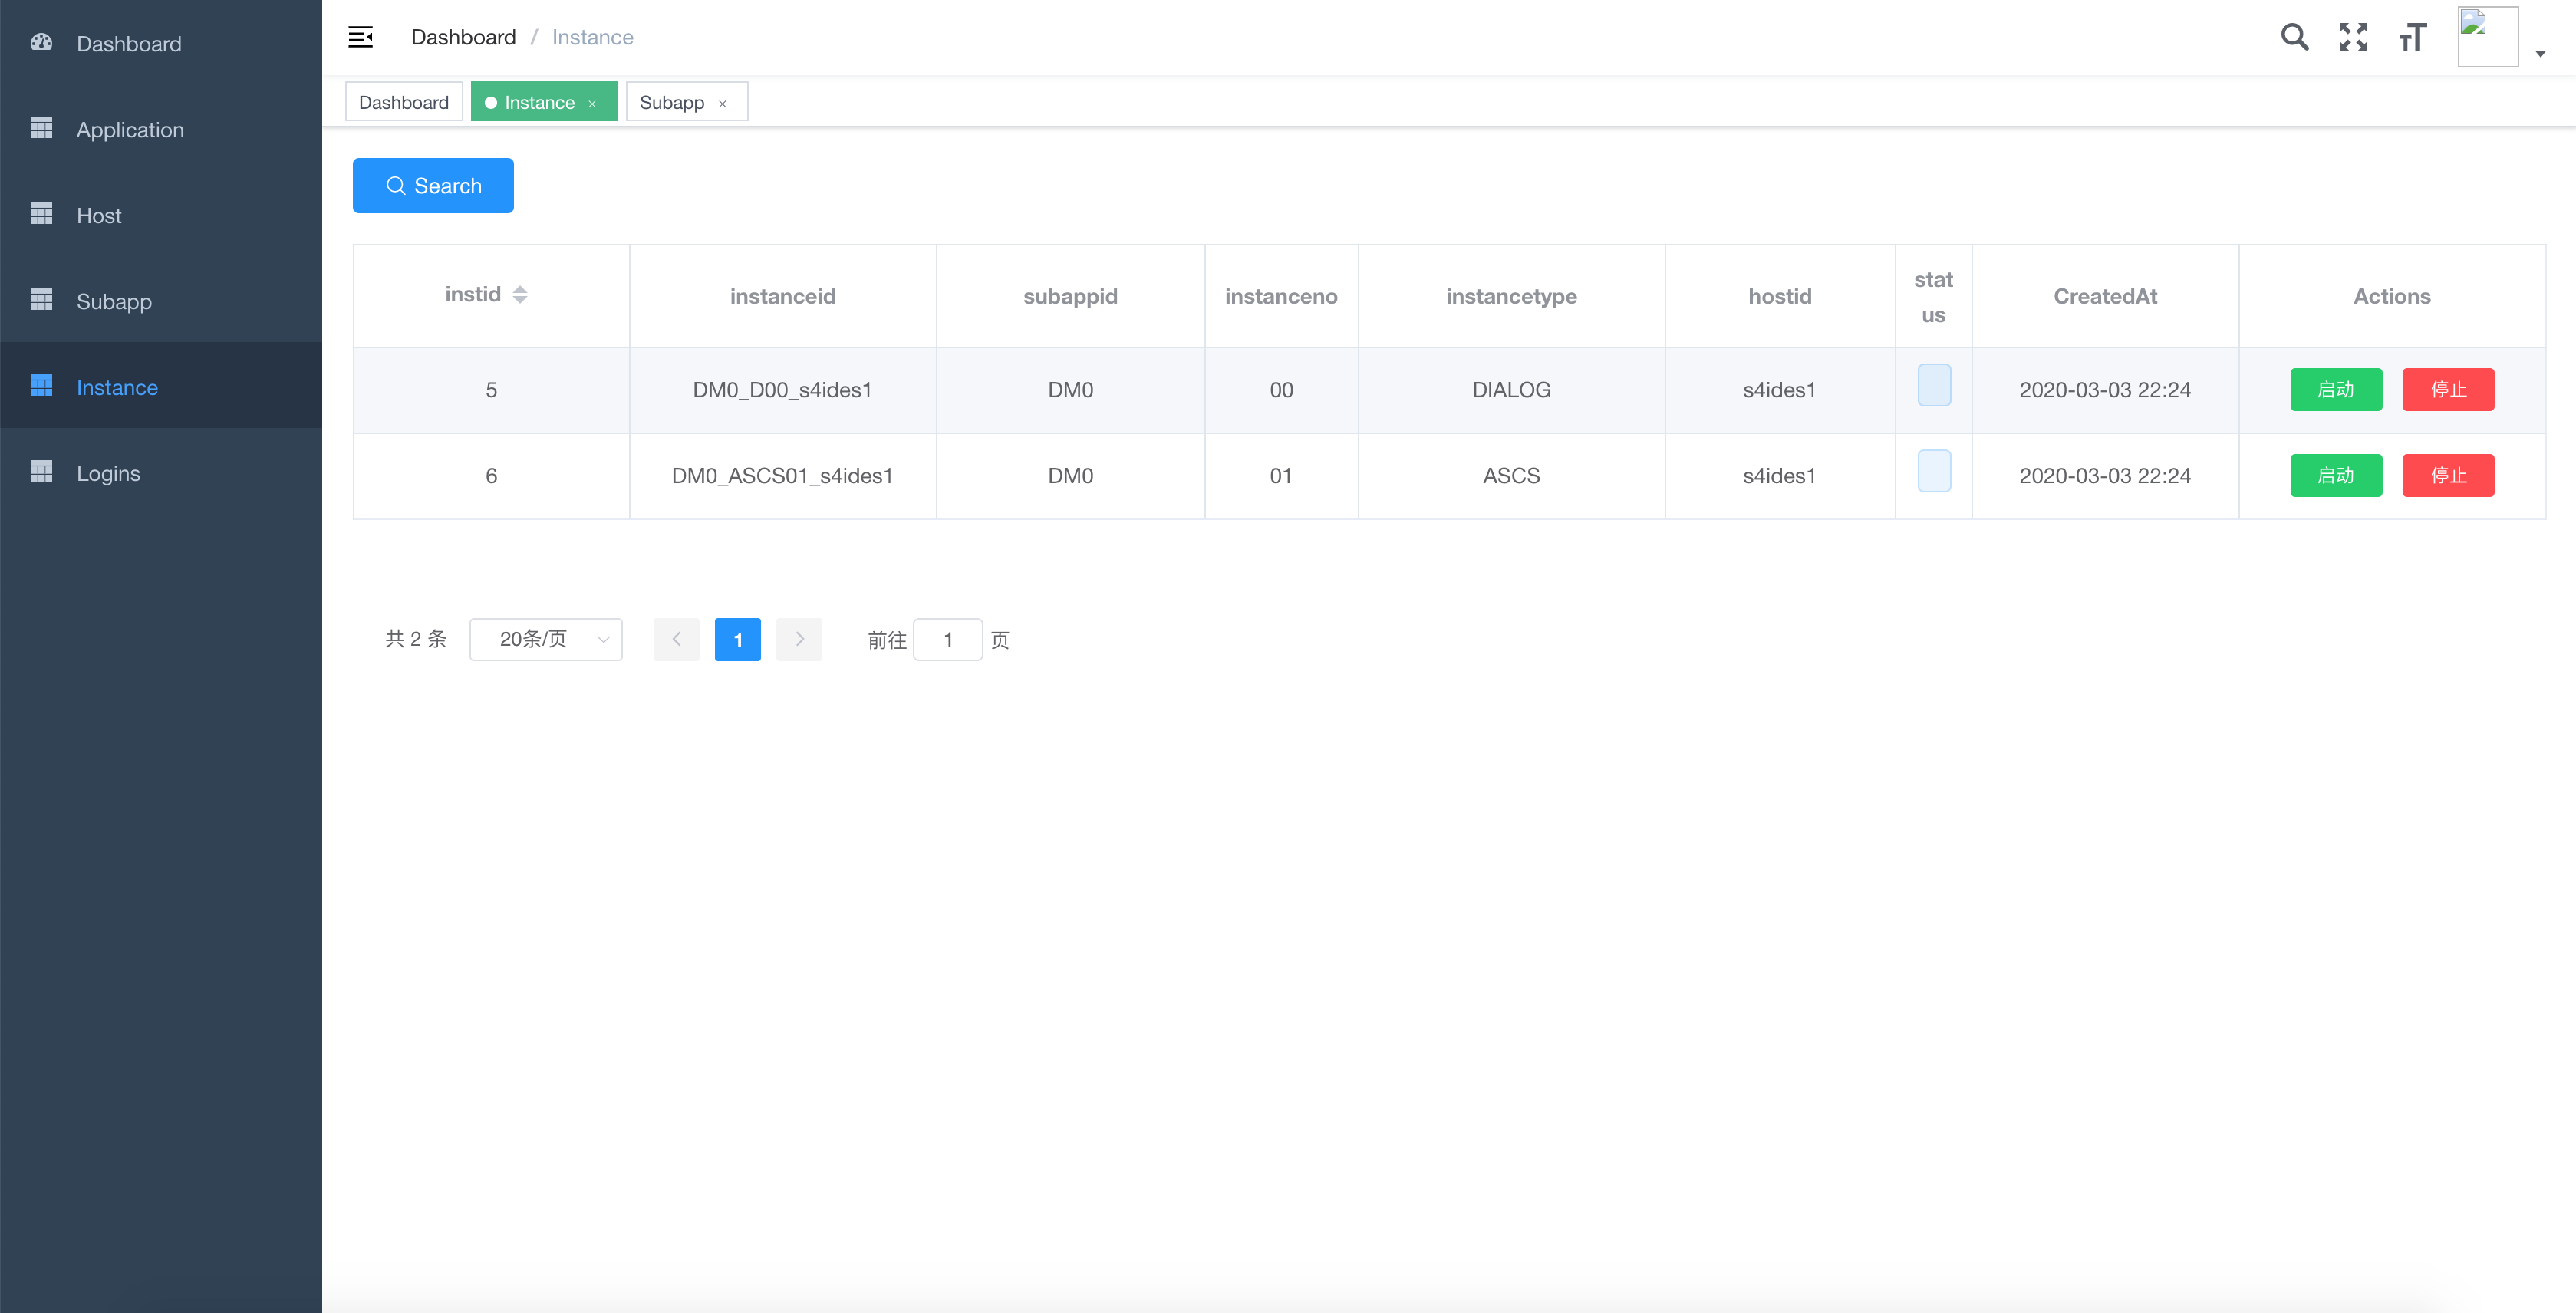 Dashboard
Application
Host
Subapp
Instance
Logins
Dashboard / Instance
Dashboard Instance × Subapp ×
Search
instid instanceid subappid instanceno instancetype hostid stat
us CreatedAt Actions
5 DM0_D00_s4ides1 DM0 00 DIALOG s4ides1 2020-03-03 22:24 启动 停止
6 DM0_ASCS01_s4ides1 DM0 01 ASCS s4ides1 2020-03-03 22:24 启动 停止
共 2 条 20条/页 1 前往 1 页